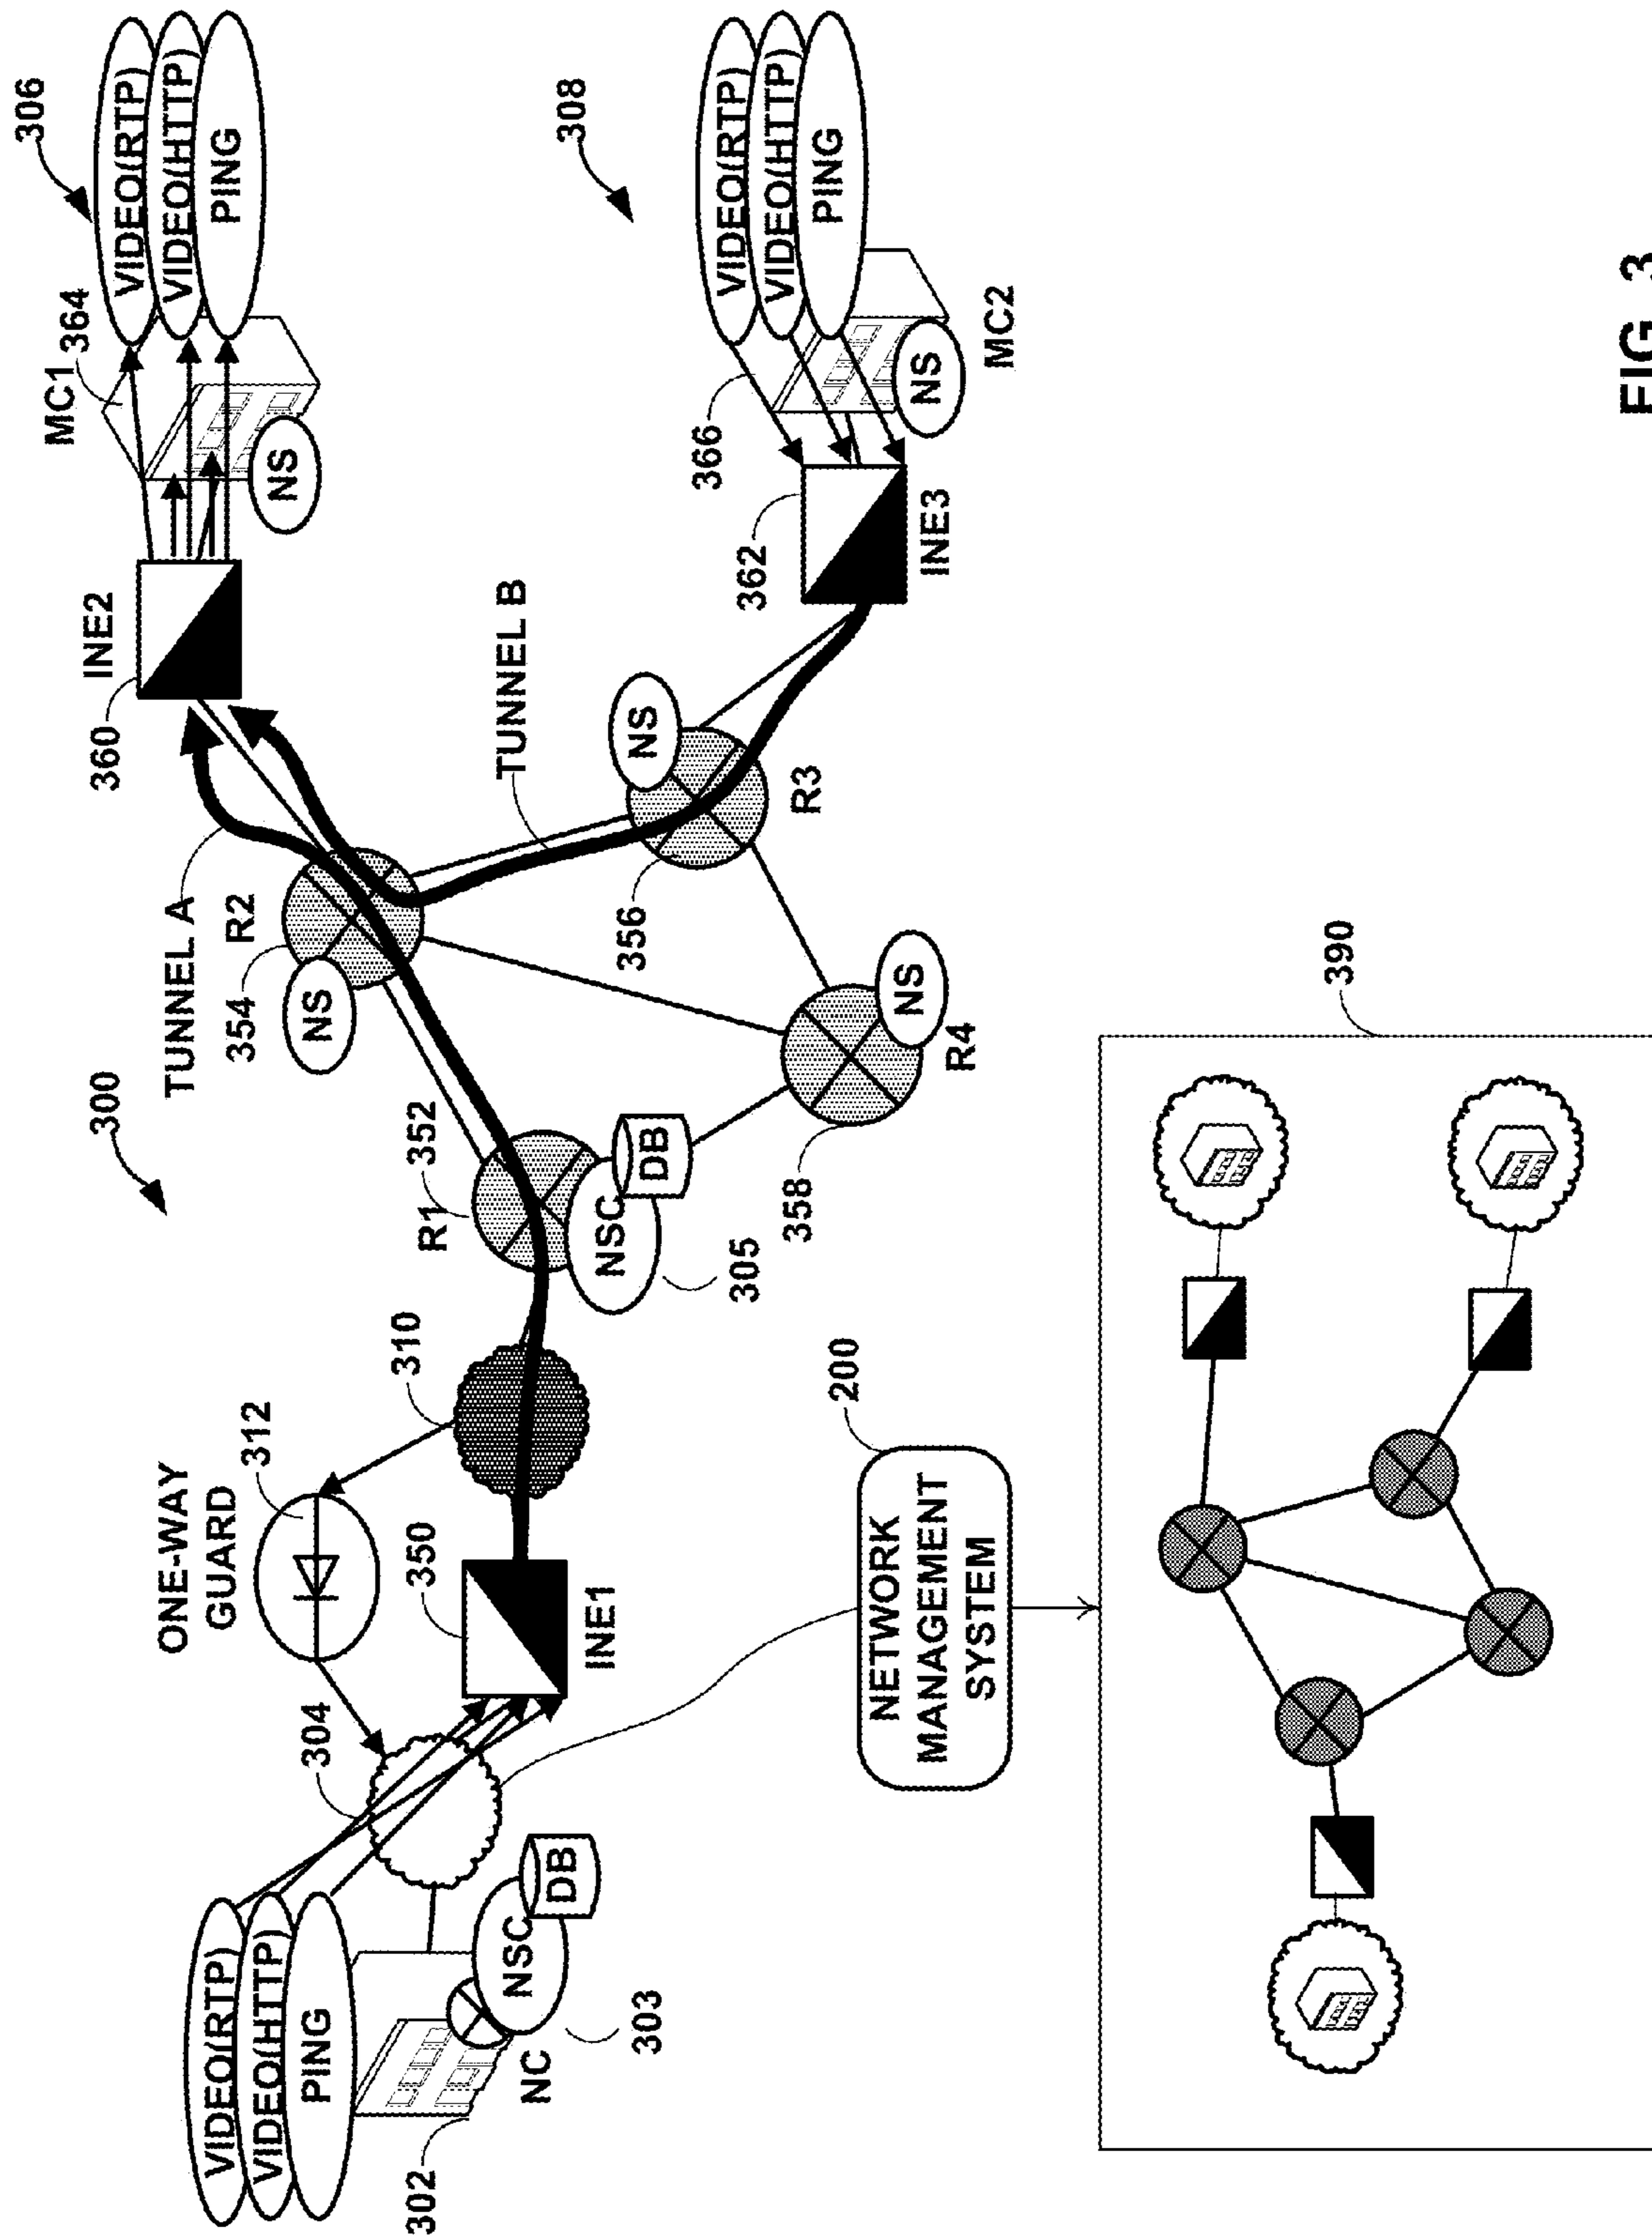 300
306
308
VIDEO(RTP)
VIDEO(HTTP)
PING
302
NC
303
NSC
DB
304
ONE-WAY
GUARD
312
350
INE1
310
R1
352
NSC
DB
305
TUNNEL A
354
R2
NS
358
R4
NS
356
R3
NS
TUNNEL B
360
INE2
362
INE3
MC1
364
NS
VIDEO(RTP)
VIDEO(HTTP)
PING
366
MC2
NS
VIDEO(RTP)
VIDEO(HTTP)
PING
200
NETWORK
MANAGEMENT
SYSTEM
390
FIG. 3